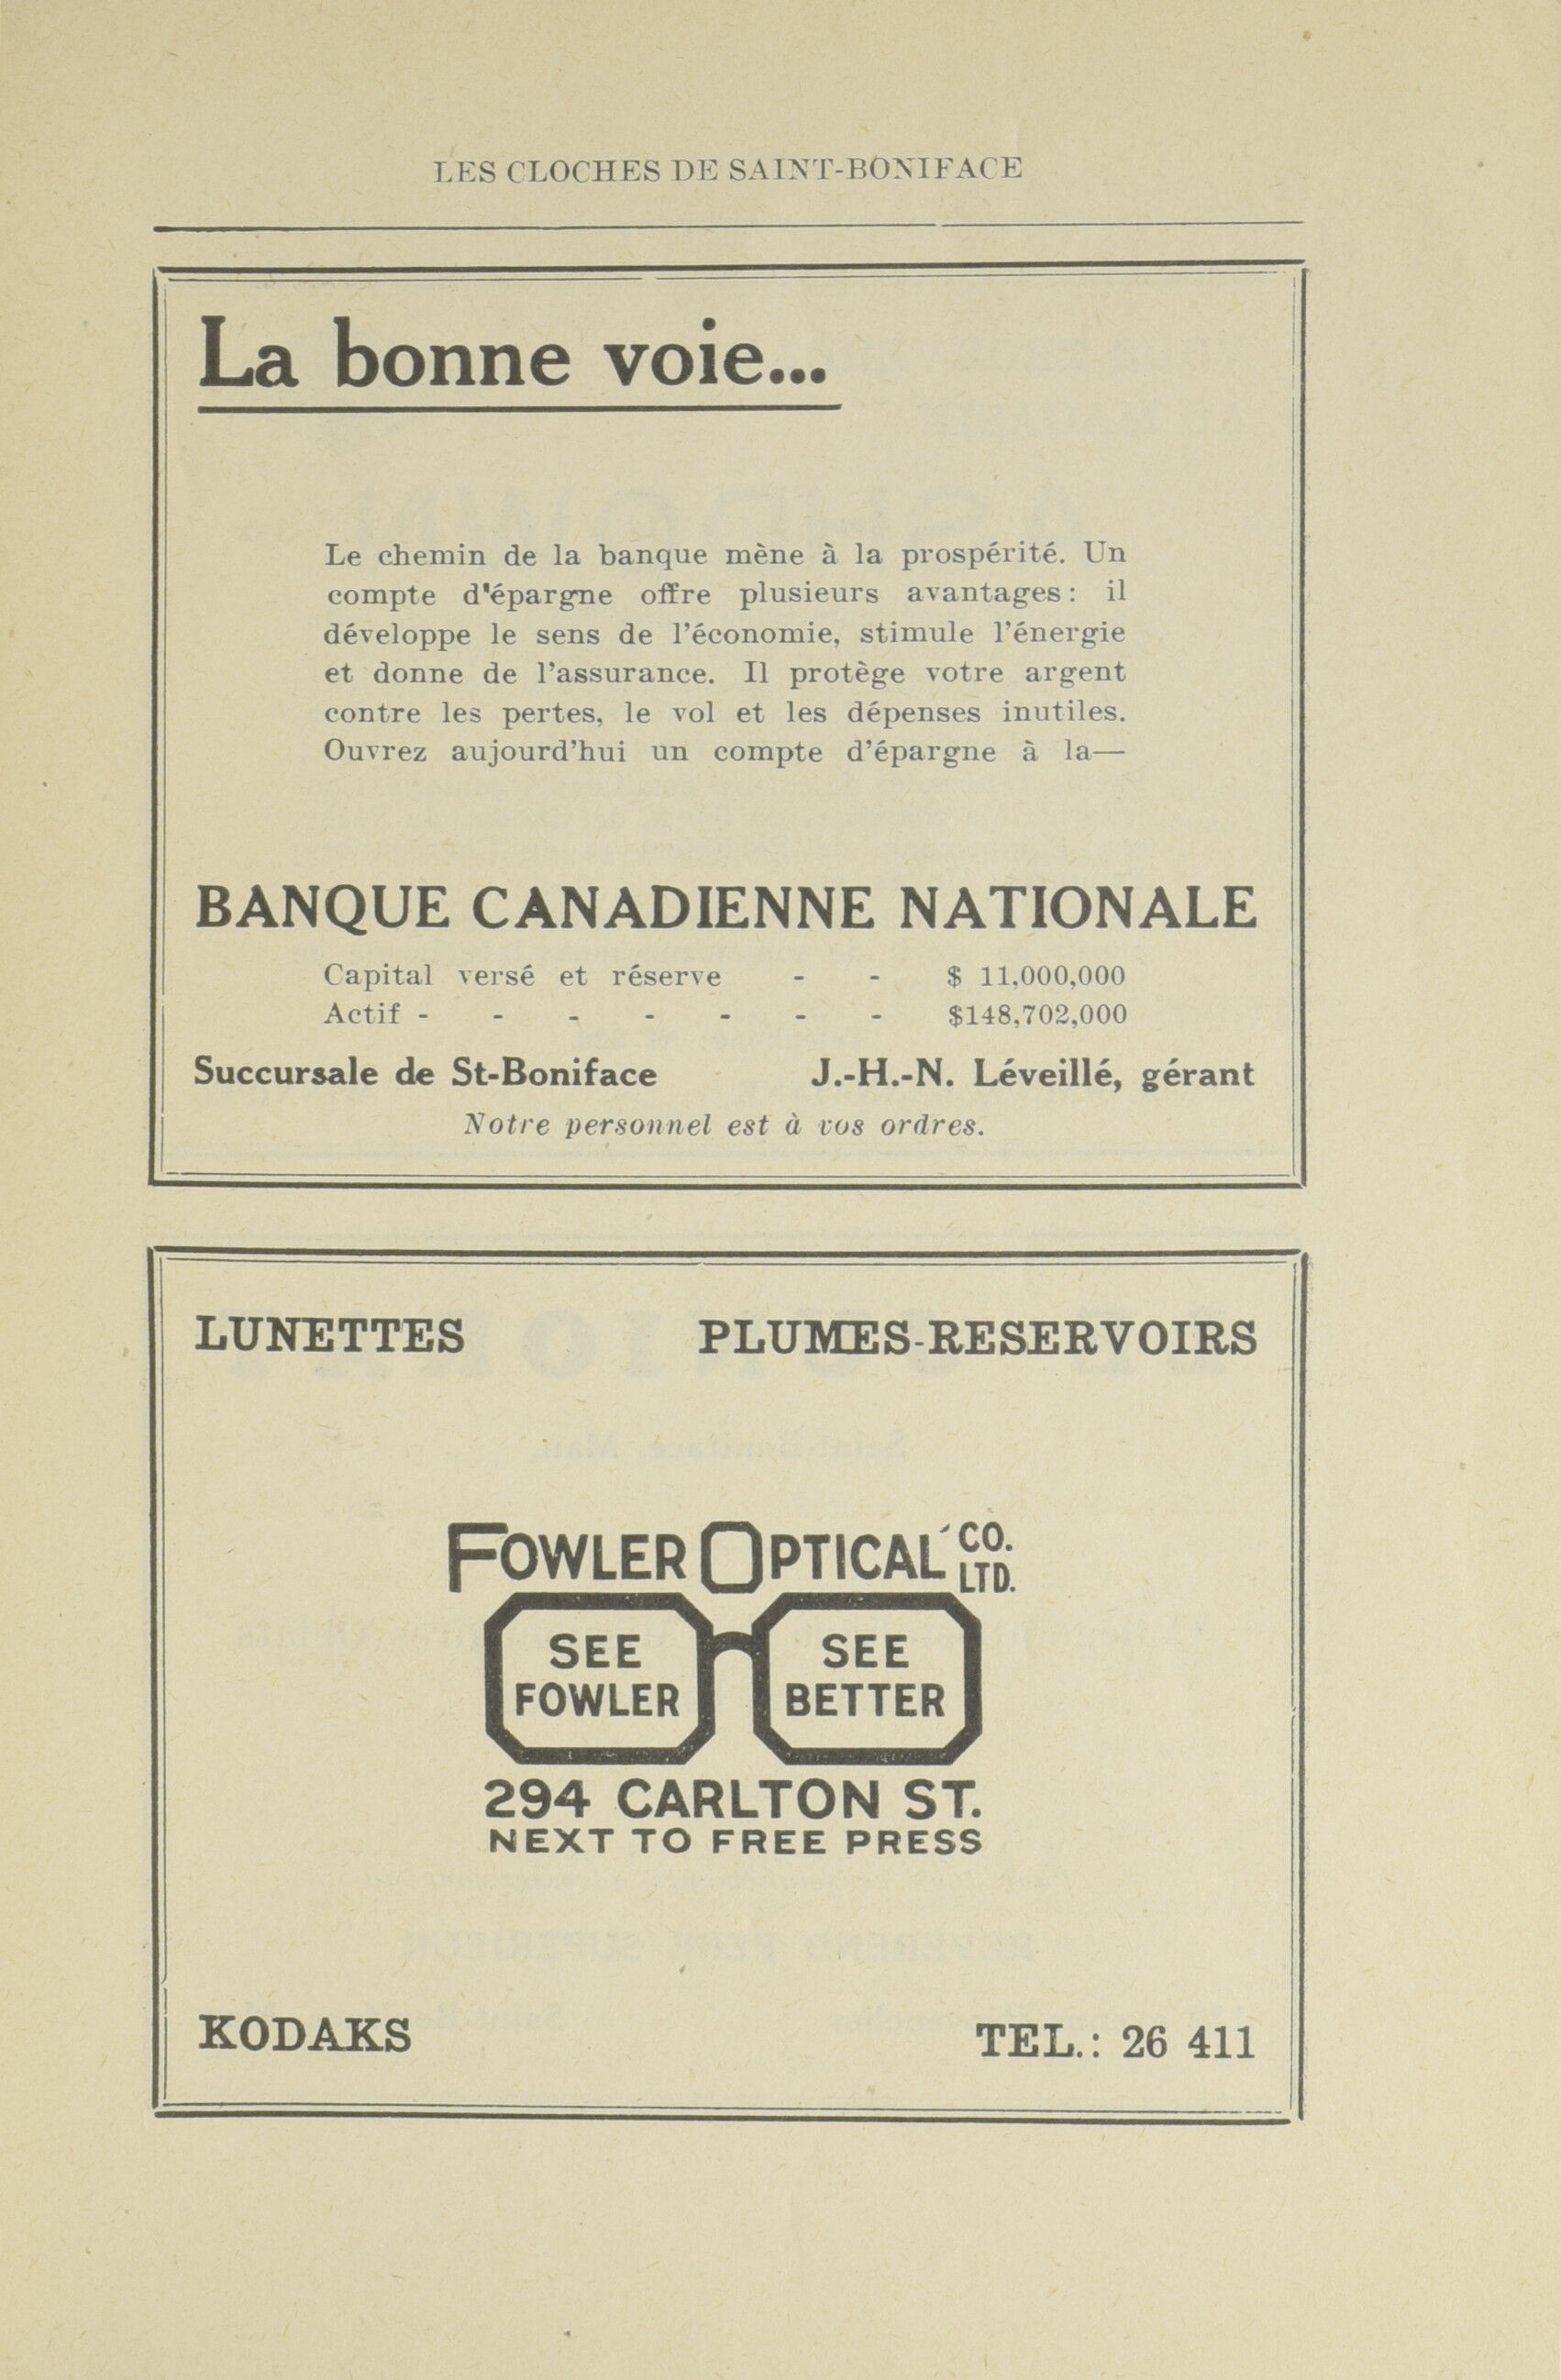 LES CLOCHES DE SAINT-BONIFACE
La bonne voie...
Le chemin de la banque mène à la prospérité. Un
compte d'épargne offre plusieurs avantages: il
développe le sens de l'économie, stimule l'énergie
et donne de l'assurance. Il protège votre argent
contre les pertes, le vol et les dépenses inutiles.
Ouvrez aujourd'hui un compte d'épargne à la—
BANQUE CANADIENNE NATIONALE
Capital versé et réserve - - $ 11,000,000
Actif - - - - - - - $148,702,000
Succursale de St-Boniface J.-H.-N. Léveillé, gérant
Notre personnel est à vos ordres.
LUNETTES PLUMES-RESERVOIRS
FOWLER OPTICAL CO. LTD.
SEE FOWLER SEE BETTER
294 CARLTON ST.
NEXT TO FREE PRESS
KODAKS TEL.: 26 411